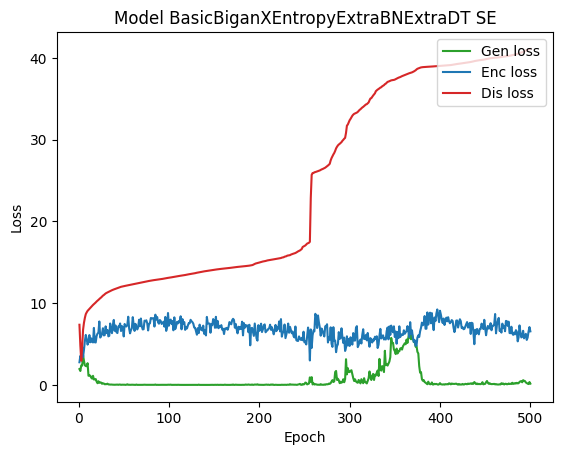 Model BasicBiganXEntropyExtraBNExtraDT SE
Gen loss
Enc loss
Dis loss
Loss
40
30
20
10
0
0 100 200 300 400 500
Epoch